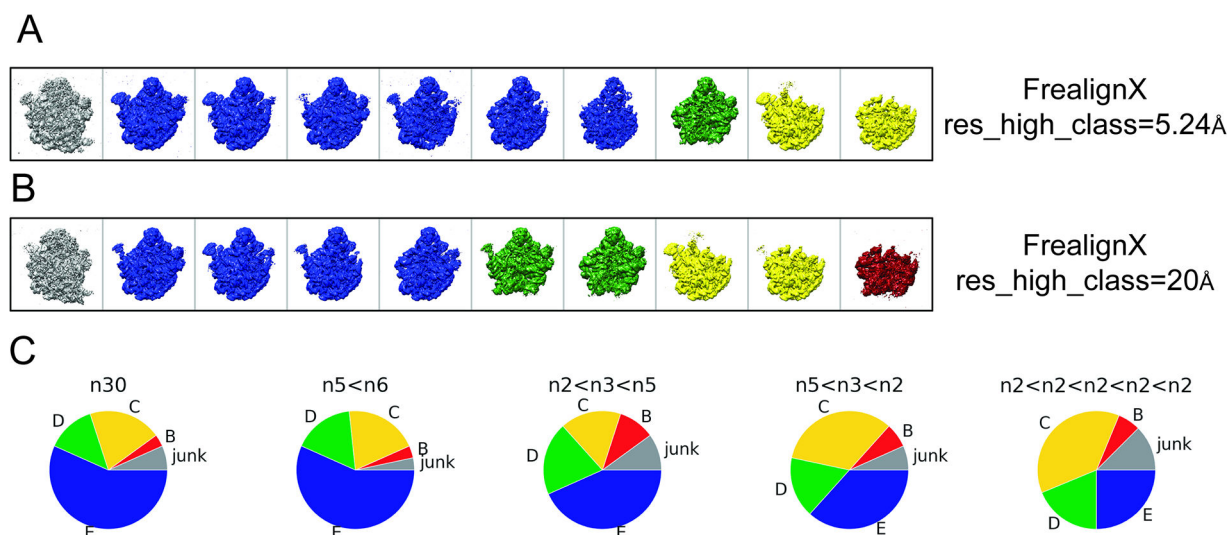 A
FrealignX
res_high_class=5.24Å
B
FrealignX
res_high_class=20Å
C
n30
n5<n6
n2<n3<n5
n5<n3<n2
n2<n2<n2<n2<n2
D
C
B
junk
E
D
C
B
junk
E
D
C
B
junk
E
C
B
junk
D
E
C
B
junk
D
E